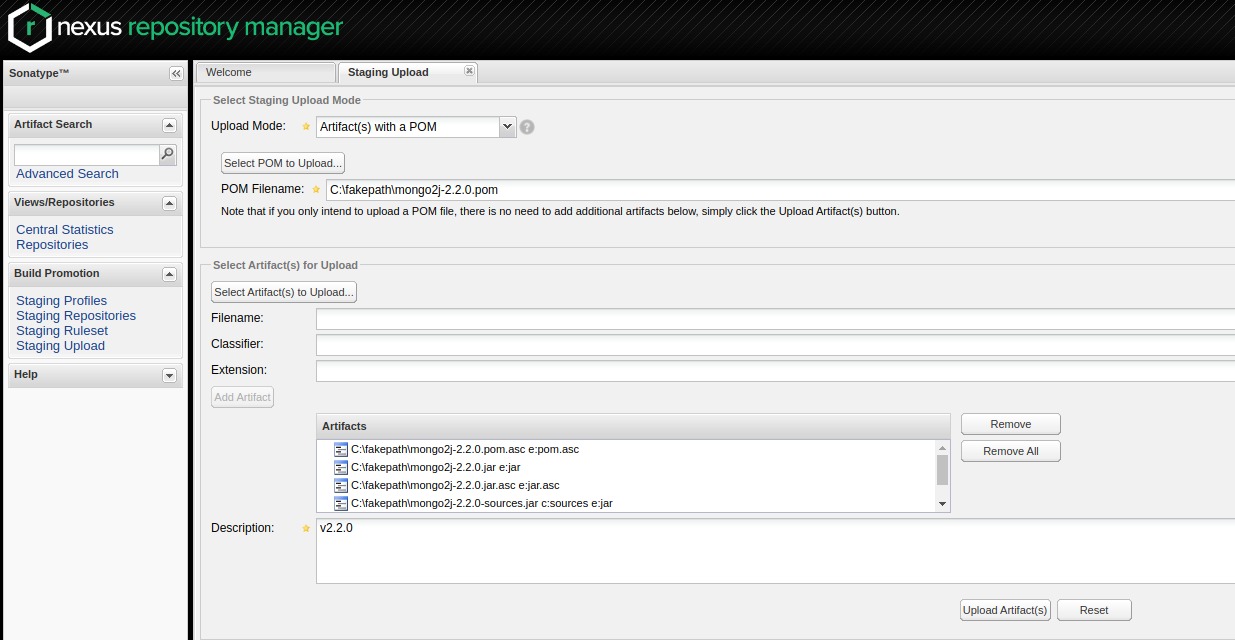 nexus repository manager
Sonatype™
Welcome
Staging Upload
Artifact Search
Advanced Search
Views/Repositories
Central Statistics
Repositories
Build Promotion
Staging Profiles
Staging Repositories
Staging Ruleset
Staging Upload
Help
Select Staging Upload Mode
Upload Mode: Artifact(s) with a POM
Select POM to Upload...
POM Filename: C:\fakepath\mongo2j-2.2.0.pom
Note that if you only intend to upload a POM file, there is no need to add additional artifacts below, simply click the Upload Artifact(s) button.
Select Artifact(s) for Upload
Select Artifact(s) to Upload...
Filename:
Classifier:
Extension:
Add Artifact
Artifacts
C:\fakepath\mongo2j-2.2.0.pom.asc e:pom.asc
C:\fakepath\mongo2j-2.2.0.jar e:jar
C:\fakepath\mongo2j-2.2.0.jar.asc e:jar.asc
C:\fakepath\mongo2j-2.2.0-sources.jar c:sources e:jar
Remove
Remove All
Description: v2.2.0
Upload Artifact(s) Reset